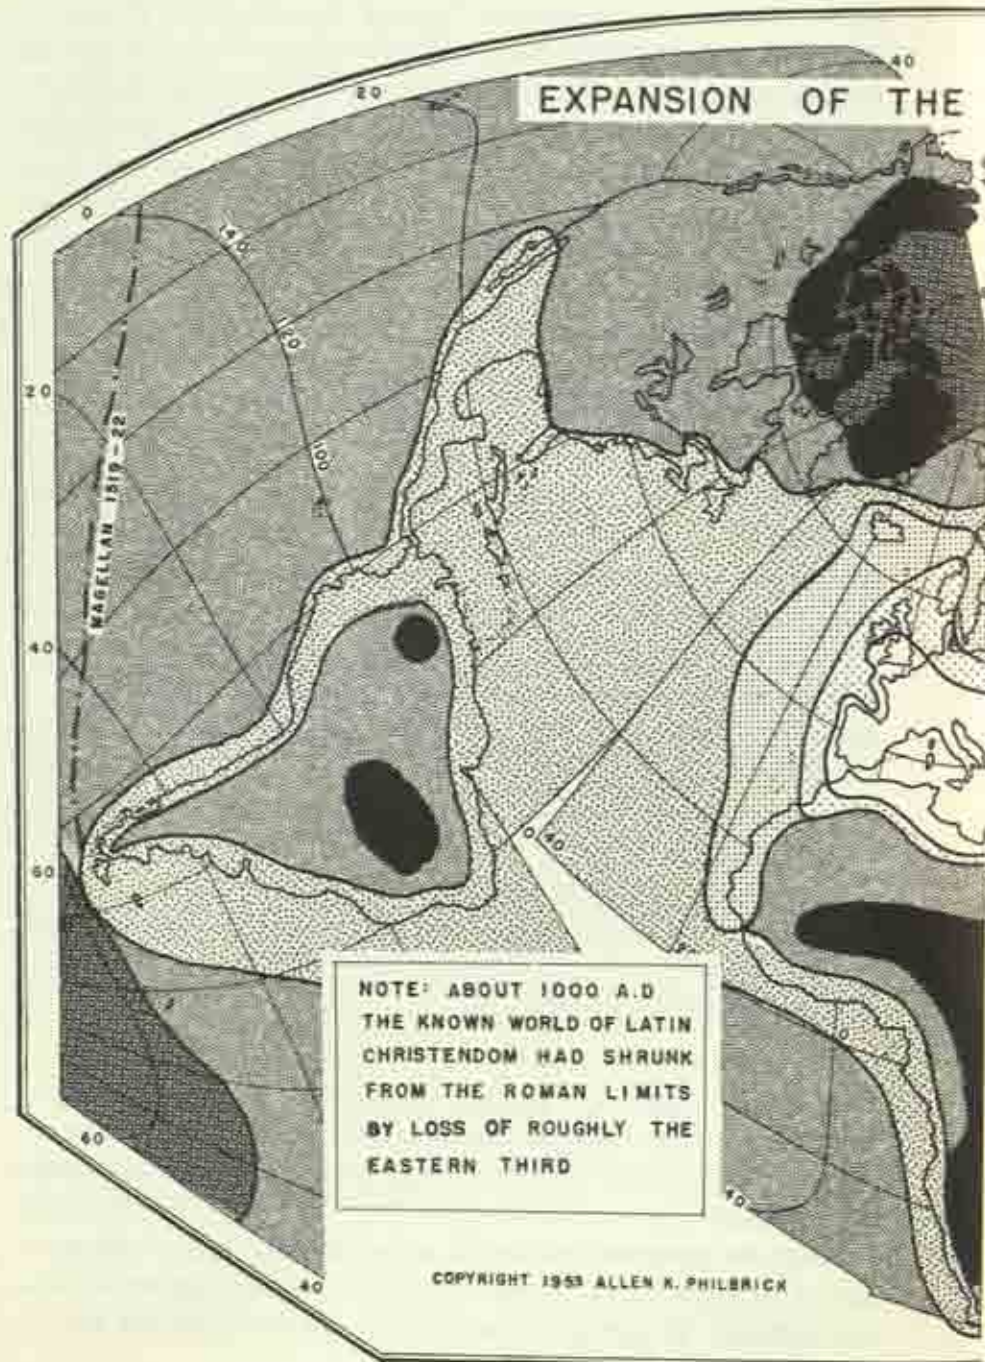 40
20
EXPANSION OF THE
0
140
120
20
100
MAGELLAN 1519-22
40
60
0
40
NOTE: ABOUT 1000 A.D
THE KNOWN WORLD OF LATIN
CHRISTENDOM HAD SHRUNK
FROM THE ROMAN LIMITS
BY LOSS OF ROUGHLY THE
EASTERN THIRD
0
60
40
40
COPYRIGHT 1953 ALLEN K. PHILBRICK